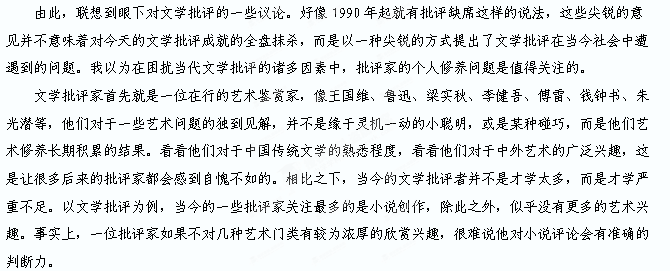 由此，联想到眼下对文学批评的一些议论。好像 1990 年起就有批评缺席这样的说法，这些尖锐的意
见并不意味着对今天的文学批评成就的全盘抹杀，而是以一种尖锐的方式提出了文学批评在当今社会中遭
遇到的问题。我以为在困扰当代文学批评的诸多因素中，批评家的个人修养问题是值得关注的。
文学批评家首先就是一位在行的艺术鉴赏家，像王国维、鲁迅、梁实秋、李健吾、傅雷、钱钟书、朱
光潜等，他们对于一些艺术问题的独到见解，并不是缘于灵机一动的小聪明，或是某种碰巧，而是他们艺
术修养长期积累的结果。看看他们对于中国传统文学的熟悉程度，看看他们对于中外艺术的广泛兴趣，这
是让很多后来的批评家都会感到自愧不如的。相比之下，当今的文学批评者并不是才学太多，而是才学严
重不足。以文学批评为例，当今的一些批评家关注最多的是小说创作，除此之外，似乎没有更多的艺术兴
趣。事实上，一位批评家如果不对几种艺术门类有较为浓厚的欣赏兴趣，很难说他对小说评论会有准确的
判断力。